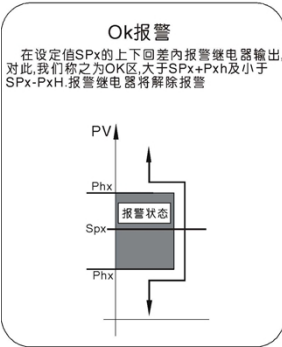 Ok报警
在设定值SPx的上下回差内报警继电器输出,
对此,我们称之为OK区,大于SPx+Pxh及小于
SPx-PxH.报警继电器将解除报警
PV
Phx
报警状态
Spx
Phx